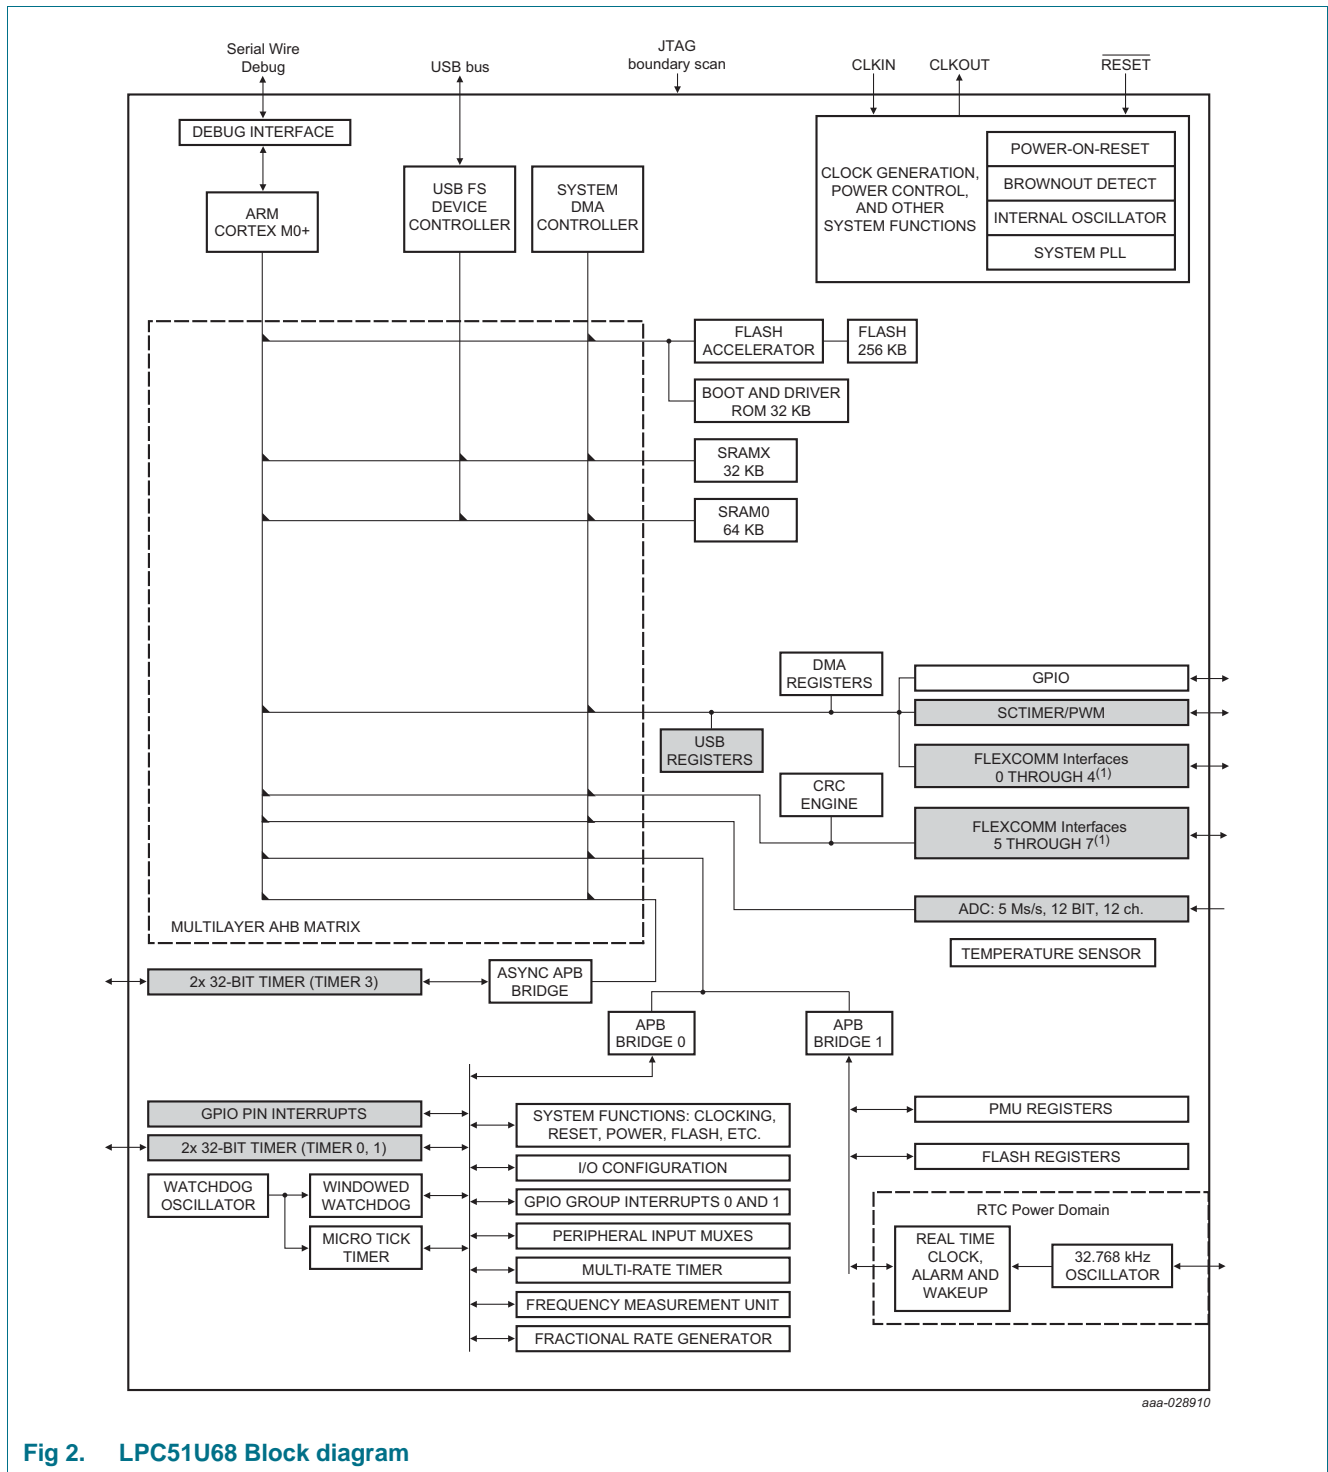 Serial Wire
Debug
USB bus
JTAG
boundary scan
CLKIN
CLKOUT
RESET
DEBUG INTERFACE
ARM
CORTEX M0+
USB FS
DEVICE
CONTROLLER
SYSTEM
DMA
CONTROLLER
CLOCK GENERATION,
POWER CONTROL,
AND OTHER
SYSTEM FUNCTIONS
POWER-ON-RESET
BROWNOUT DETECT
INTERNAL OSCILLATOR
SYSTEM PLL
FLASH
ACCELERATOR
FLASH
256 KB
BOOT AND DRIVER
ROM 32 KB
SRAMX
32 KB
SRAM0
64 KB
DMA
REGISTERS
GPIO
SCTIMER/PWM
USB
REGISTERS
FLEXCOMM Interfaces
0 THROUGH 4(1)
CRC
ENGINE
FLEXCOMM Interfaces
5 THROUGH 7(1)
ADC: 5 Ms/s, 12 BIT, 12 ch.
MULTILAYER AHB MATRIX
TEMPERATURE SENSOR
2x 32-BIT TIMER (TIMER 3)
ASYNC APB
BRIDGE
APB
BRIDGE 0
APB
BRIDGE 1
GPIO PIN INTERRUPTS
2x 32-BIT TIMER (TIMER 0, 1)
WATCHDOG
OSCILLATOR
WINDOWED
WATCHDOG
MICRO TICK
TIMER
SYSTEM FUNCTIONS: CLOCKING,
RESET, POWER, FLASH, ETC.
I/O CONFIGURATION
GPIO GROUP INTERRUPTS 0 AND 1
PERIPHERAL INPUT MUXES
MULTI-RATE TIMER
FREQUENCY MEASUREMENT UNIT
FRACTIONAL RATE GENERATOR
PMU REGISTERS
FLASH REGISTERS
RTC Power Domain
REAL TIME
CLOCK,
ALARM AND
WAKEUP
32.768 kHz
OSCILLATOR
aaa-028910
Fig 2. LPC51U68 Block diagram